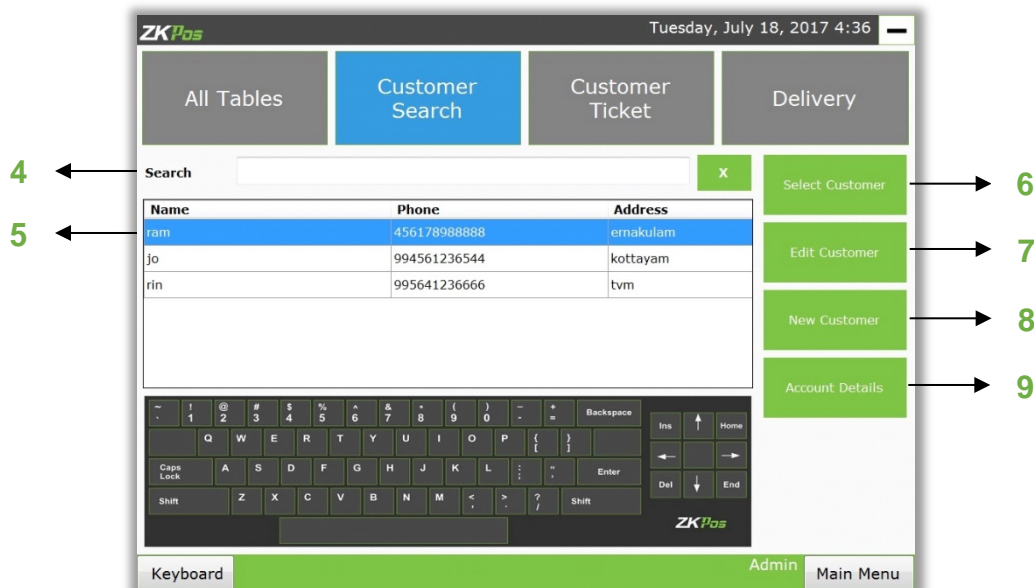 ZKPos
Tuesday, July 18, 2017 4:36
All Tables
Customer
Search
Customer
Ticket
Delivery
4
Search
X
Select Customer
6
Name Phone Address
5
ram 456178988888 ernakulam
jo 994561236544 kottayam
rin 995641236666 tvm
Edit Customer
7
New Customer
8
Account Details
9
~ ! @ # $ % ^ & * ( ) – +
. 1 2 3 4 5 6 7 8 9 0 - = Backspace
Q W E R T Y U I O P { }
[ ]
Caps
Lock
A S D F G H J K L : " Enter
; '
Shift Z X C V B N M < > ? Shift
, . /
Ins ↑ Home
← →
Del ↓ End
ZKPos
Keyboard
Admin
Main Menu